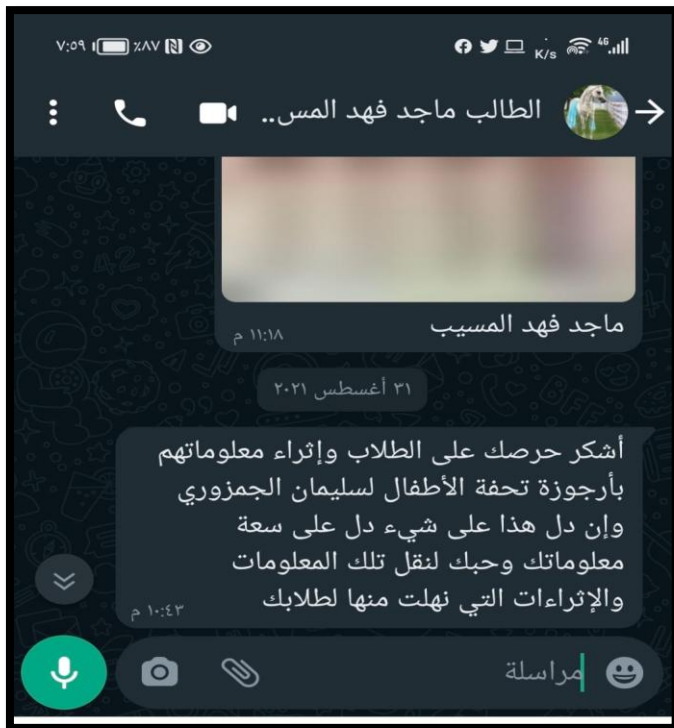 ٧:٥٩ ٪٨٧ K/s 4G
الطالب ماجد فهد المس..
ماجد فهد المسيب
١١:١٨ م
٣١ أغسطس ٢٠٢١
أشكر حرصك على الطلاب وإثراء معلوماتهم
بأرجوزة تحفة الأطفال لسليمان الجمزوري
وإن دل هذا على شيء دل على سعة
معلوماتك وحبك لنقل تلك المعلومات
والإثراءات التي نهلت منها لطلابك
١٠:٤٣ م
مراسلة